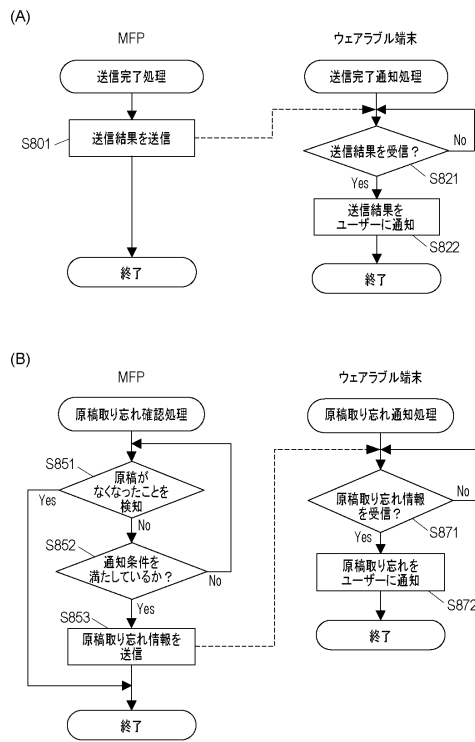 (A)
MFP
送信完了処理
S801
送信結果を送信
終了
ウェアラブル端末
送信完了通知処理
No
送信結果を受信？
S821
Yes
送信結果を
ユーザーに通知
S822
終了
(B)
MFP
原稿取り忘れ確認処理
S851
原稿が
なくなったことを
検知
Yes
No
S852
通知条件を
満たしているか？
No
Yes
S853
原稿取り忘れ情報を
送信
終了
ウェアラブル端末
原稿取り忘れ通知処理
原稿取り忘れ情報
を受信？
No
S871
Yes
原稿取り忘れを
ユーザーに通知
S872
終了